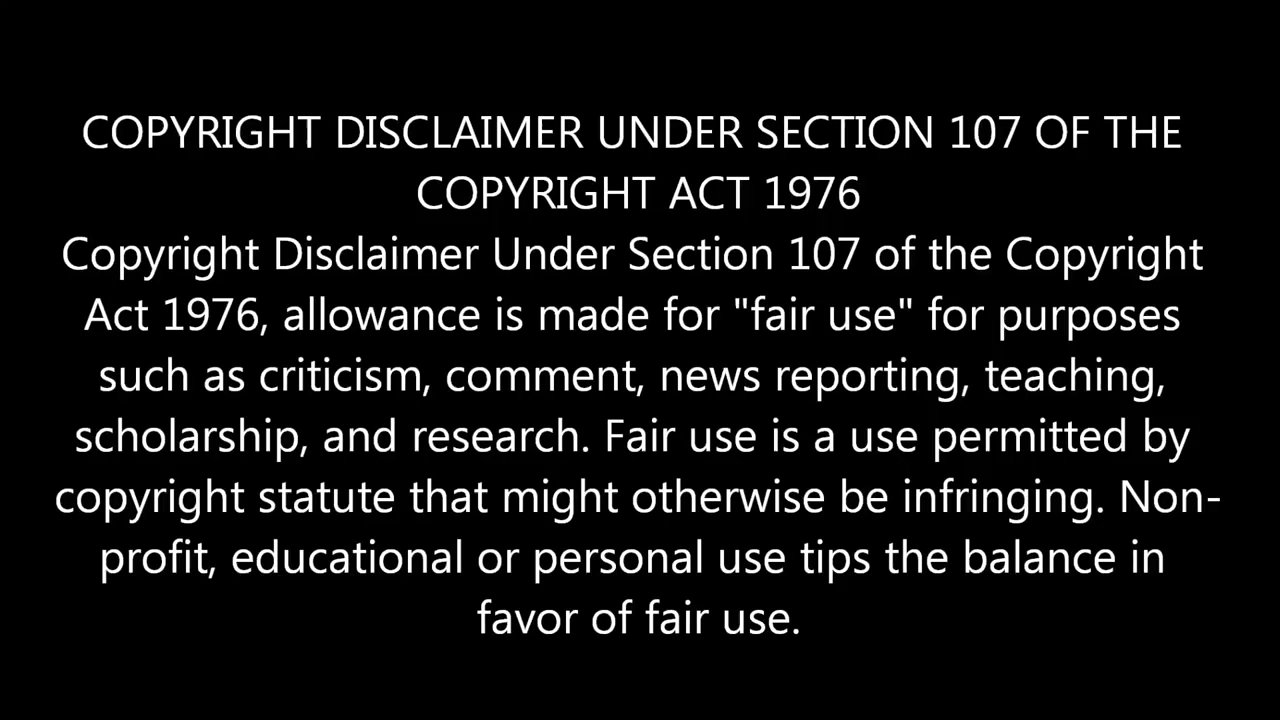 COPYRIGHT DISCLAIMER UNDER SECTION 107 OF THE
COPYRIGHT ACT 1976
Copyright Disclaimer Under Section 107 of the Copyright
Act 1976, allowance is made for "fair use" for purposes
such as criticism, comment, news reporting, teaching,
scholarship, and research. Fair use is a use permitted by
copyright statute that might otherwise be infringing. Non-
profit, educational or personal use tips the balance in
favor of fair use.